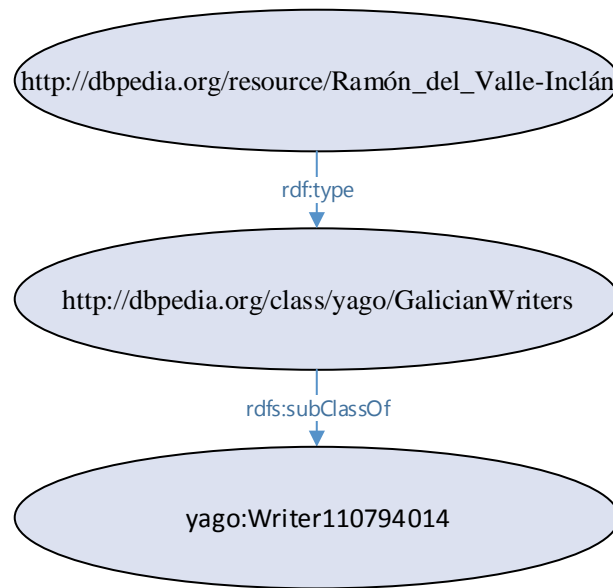 http://dbpedia.org/resource/Ramón_del_Valle-Inclán
rdf:type
http://dbpedia.org/class/yago/GalicianWriters
rdfs:subClassOf
yago:Writer110794014